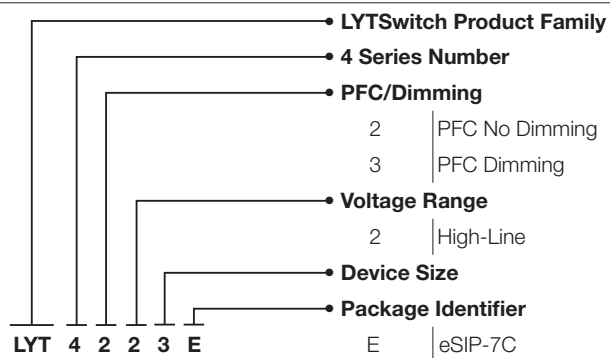 • LYTSwitch Product Family
• 4 Series Number
• PFC/Dimming
2 PFC No Dimming
3 PFC Dimming
• Voltage Range
2 High-Line
• Device Size
• Package Identifier
LYT 4 2 2 3 E E eSIP-7C